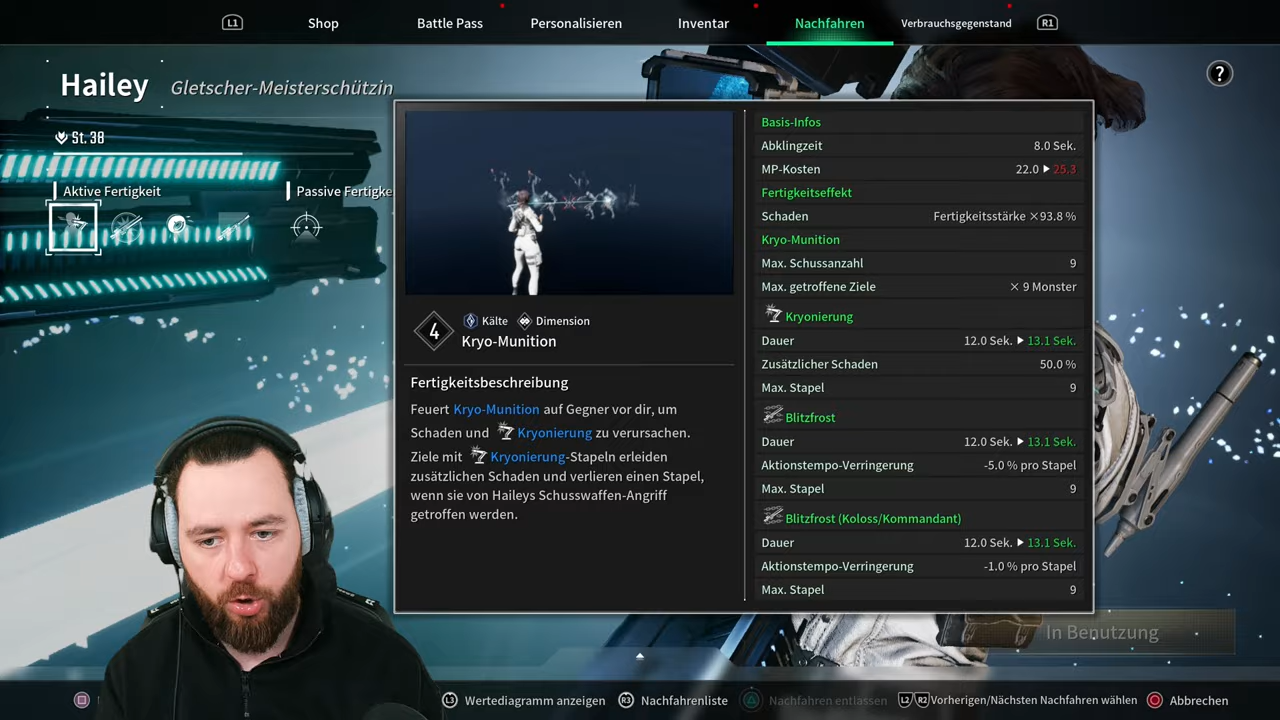 L1
Shop
Battle Pass
Personalisieren
Inventar
Nachfahren
Verbrauchsgegenstand
R1
Hailey
Gletscher-Meisterschützin
?
St. 38
Aktive Fertigkeit
Passive Fertigke
4
Kälte
Dimension
Kryo-Munition
Fertigkeitsbeschreibung
Feuert Kryo-Munition auf Gegner vor dir, um
Schaden und Kryonierung zu verursachen.
Ziele mit Kryonierung-Stapeln erleiden
zusätzlichen Schaden und verlieren einen Stapel,
wenn sie von Haileys Schusswaffen-Angriff
getroffen werden.
Basis-Infos
Abklingzeit 8.0 Sek.
MP-Kosten 22.0 ▶ 25.3
Fertigkeitseffekt
Schaden Fertigkeitsstärke ×93.8 %
Kryo-Munition
Max. Schussanzahl 9
Max. getroffene Ziele × 9 Monster
Kryonierung
Dauer 12.0 Sek. ▶ 13.1 Sek.
Zusätzlicher Schaden 50.0 %
Max. Stapel 9
Blitzfrost
Dauer 12.0 Sek. ▶ 13.1 Sek.
Aktionstempo-Verringerung -5.0 % pro Stapel
Max. Stapel 9
Blitzfrost (Koloss/Kommandant)
Dauer 12.0 Sek. ▶ 13.1 Sek.
Aktionstempo-Verringerung -1.0 % pro Stapel
Max. Stapel 9
In Benutzung
L3 Wertediagramm anzeigen
R3 Nachfahrenliste
Nachfahren entlassen
L2 R2 Vorherigen/Nächsten Nachfahren wählen
Abbrechen